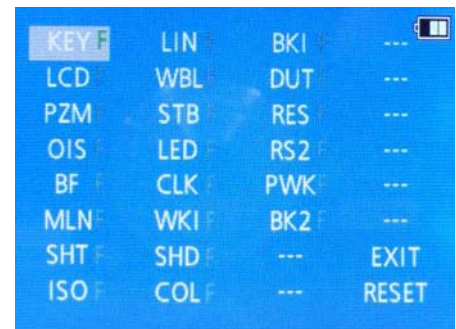 KEY F LIN F BKI F ---
LCD F WBL F DUT F ---
PZM F STB F RES F ---
OIS F LED F RS2 F ---
BF F CLK F PWK F ---
MLN F WKI F BK2 F ---
SHT F SHD F --- EXIT
ISO F COL F --- RESET